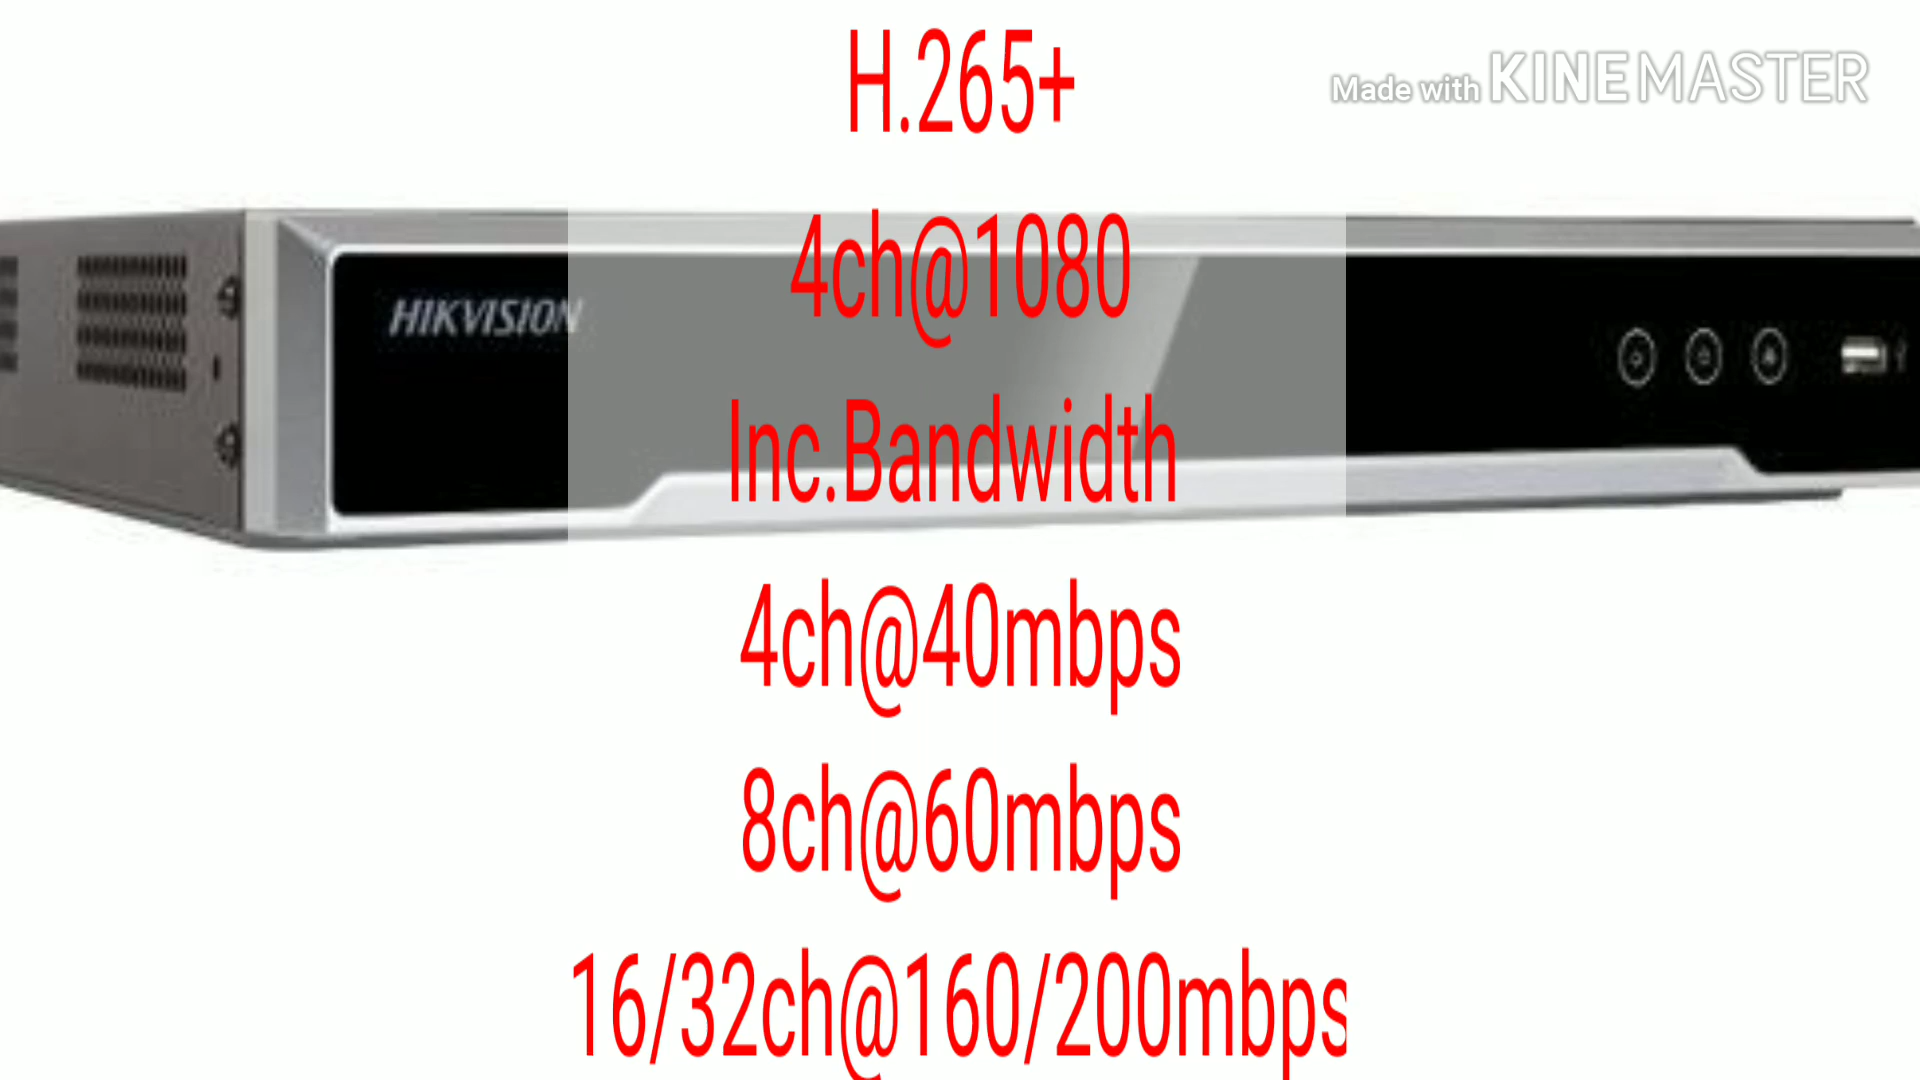 H.265+
Made with KINEMASTER
4ch@1080
HIKVISION
Inc.Bandwidth
4ch@40mbps
8ch@60mbps
16/32ch@160/200mbps